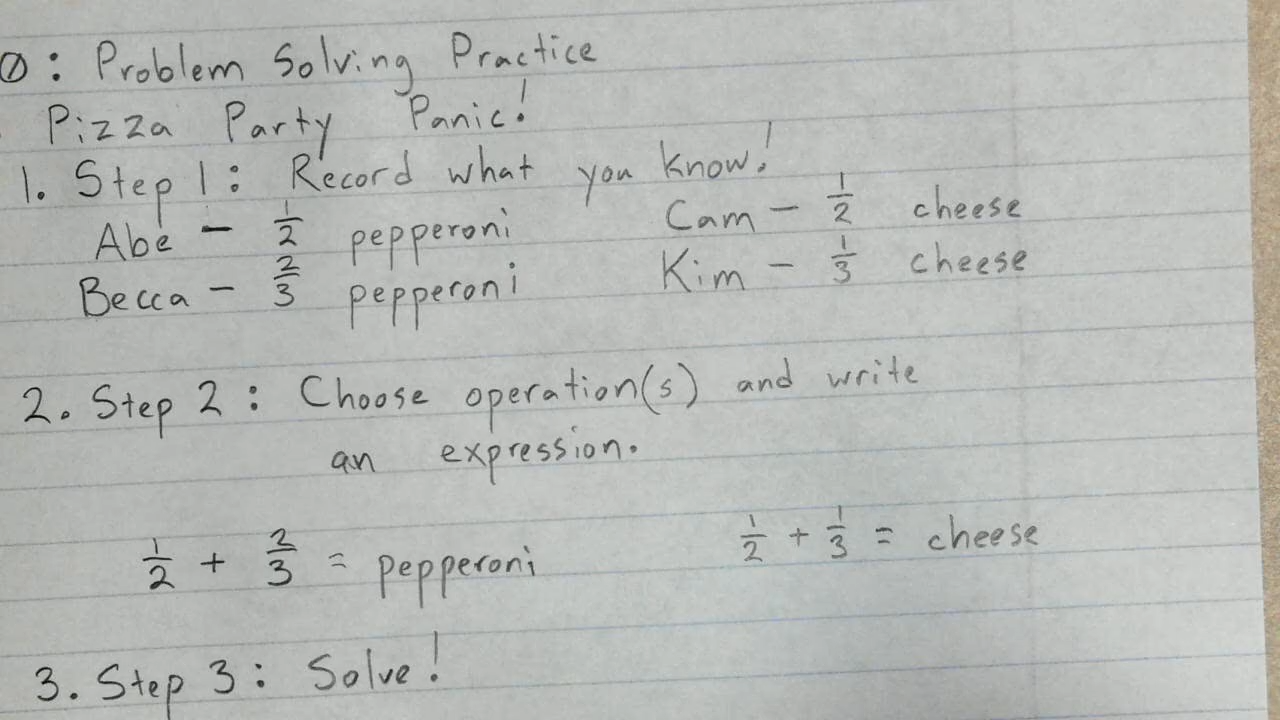 0: Problem Solving Practice
Pizza Party Panic!
1. Step 1: Record what you know!
Abe - 1/2 pepperoni Cam - 1/2 cheese
Becca - 2/3 pepperoni Kim - 1/3 cheese
2. Step 2: Choose operation(s) and write
an expression.
1/2 + 2/3 = pepperoni 1/2 + 1/3 = cheese
3. Step 3: Solve!